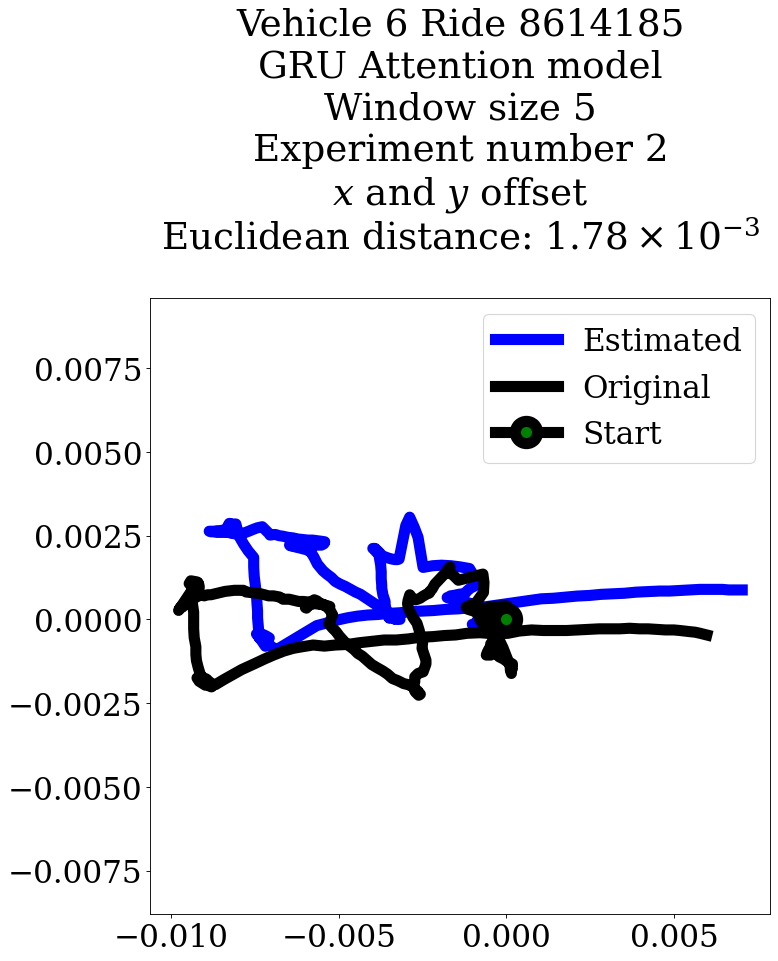 Vehicle 6 Ride 8614185
GRU Attention model
Window size 5
Experiment number 2
x and y offset
Euclidean distance: 1.78 × 10⁻³
Estimated
Original
Start
0.0075
0.0050
0.0025
0.0000
−0.0025
−0.0050
−0.0075
−0.010 −0.005 0.000 0.005